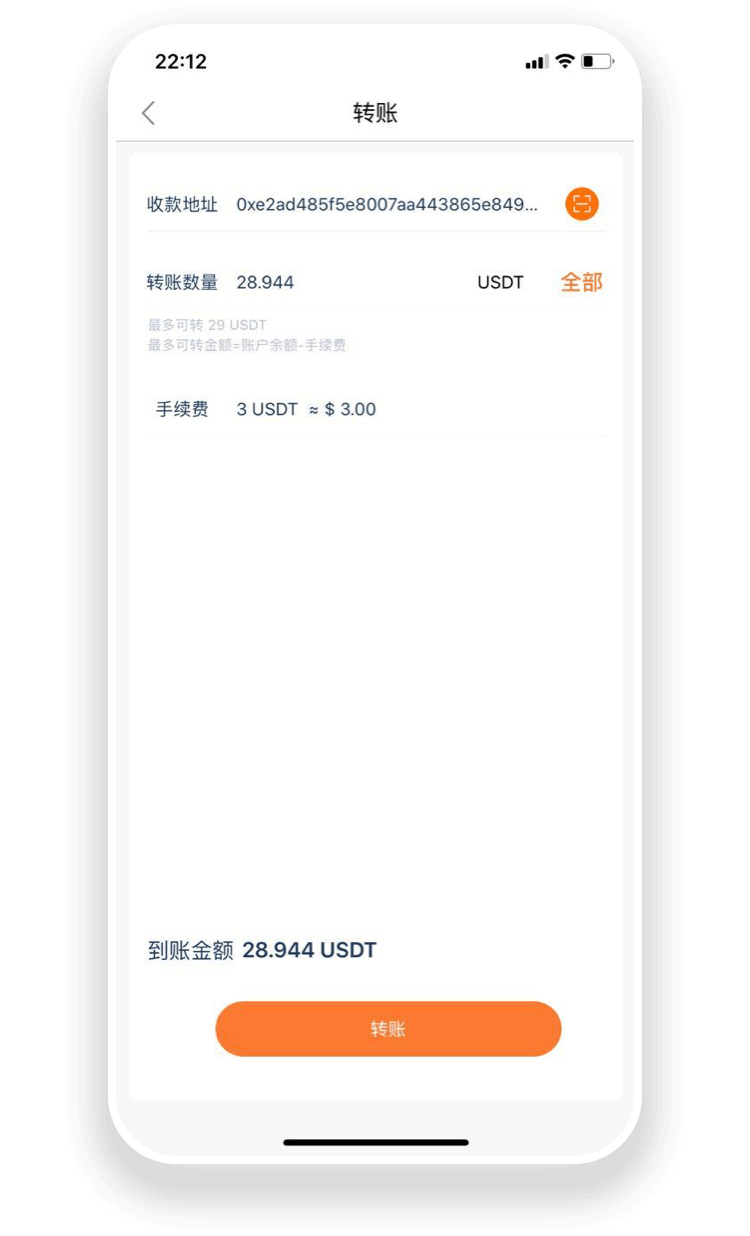 22:12
转账
收款地址 0xe2ad485f5e8007aa443865e849...
转账数量 28.944 USDT 全部
最多可转 29 USDT
最多可转金额=账户余额-手续费
手续费 3 USDT ≈ $ 3.00
到账金额 28.944 USDT
转账